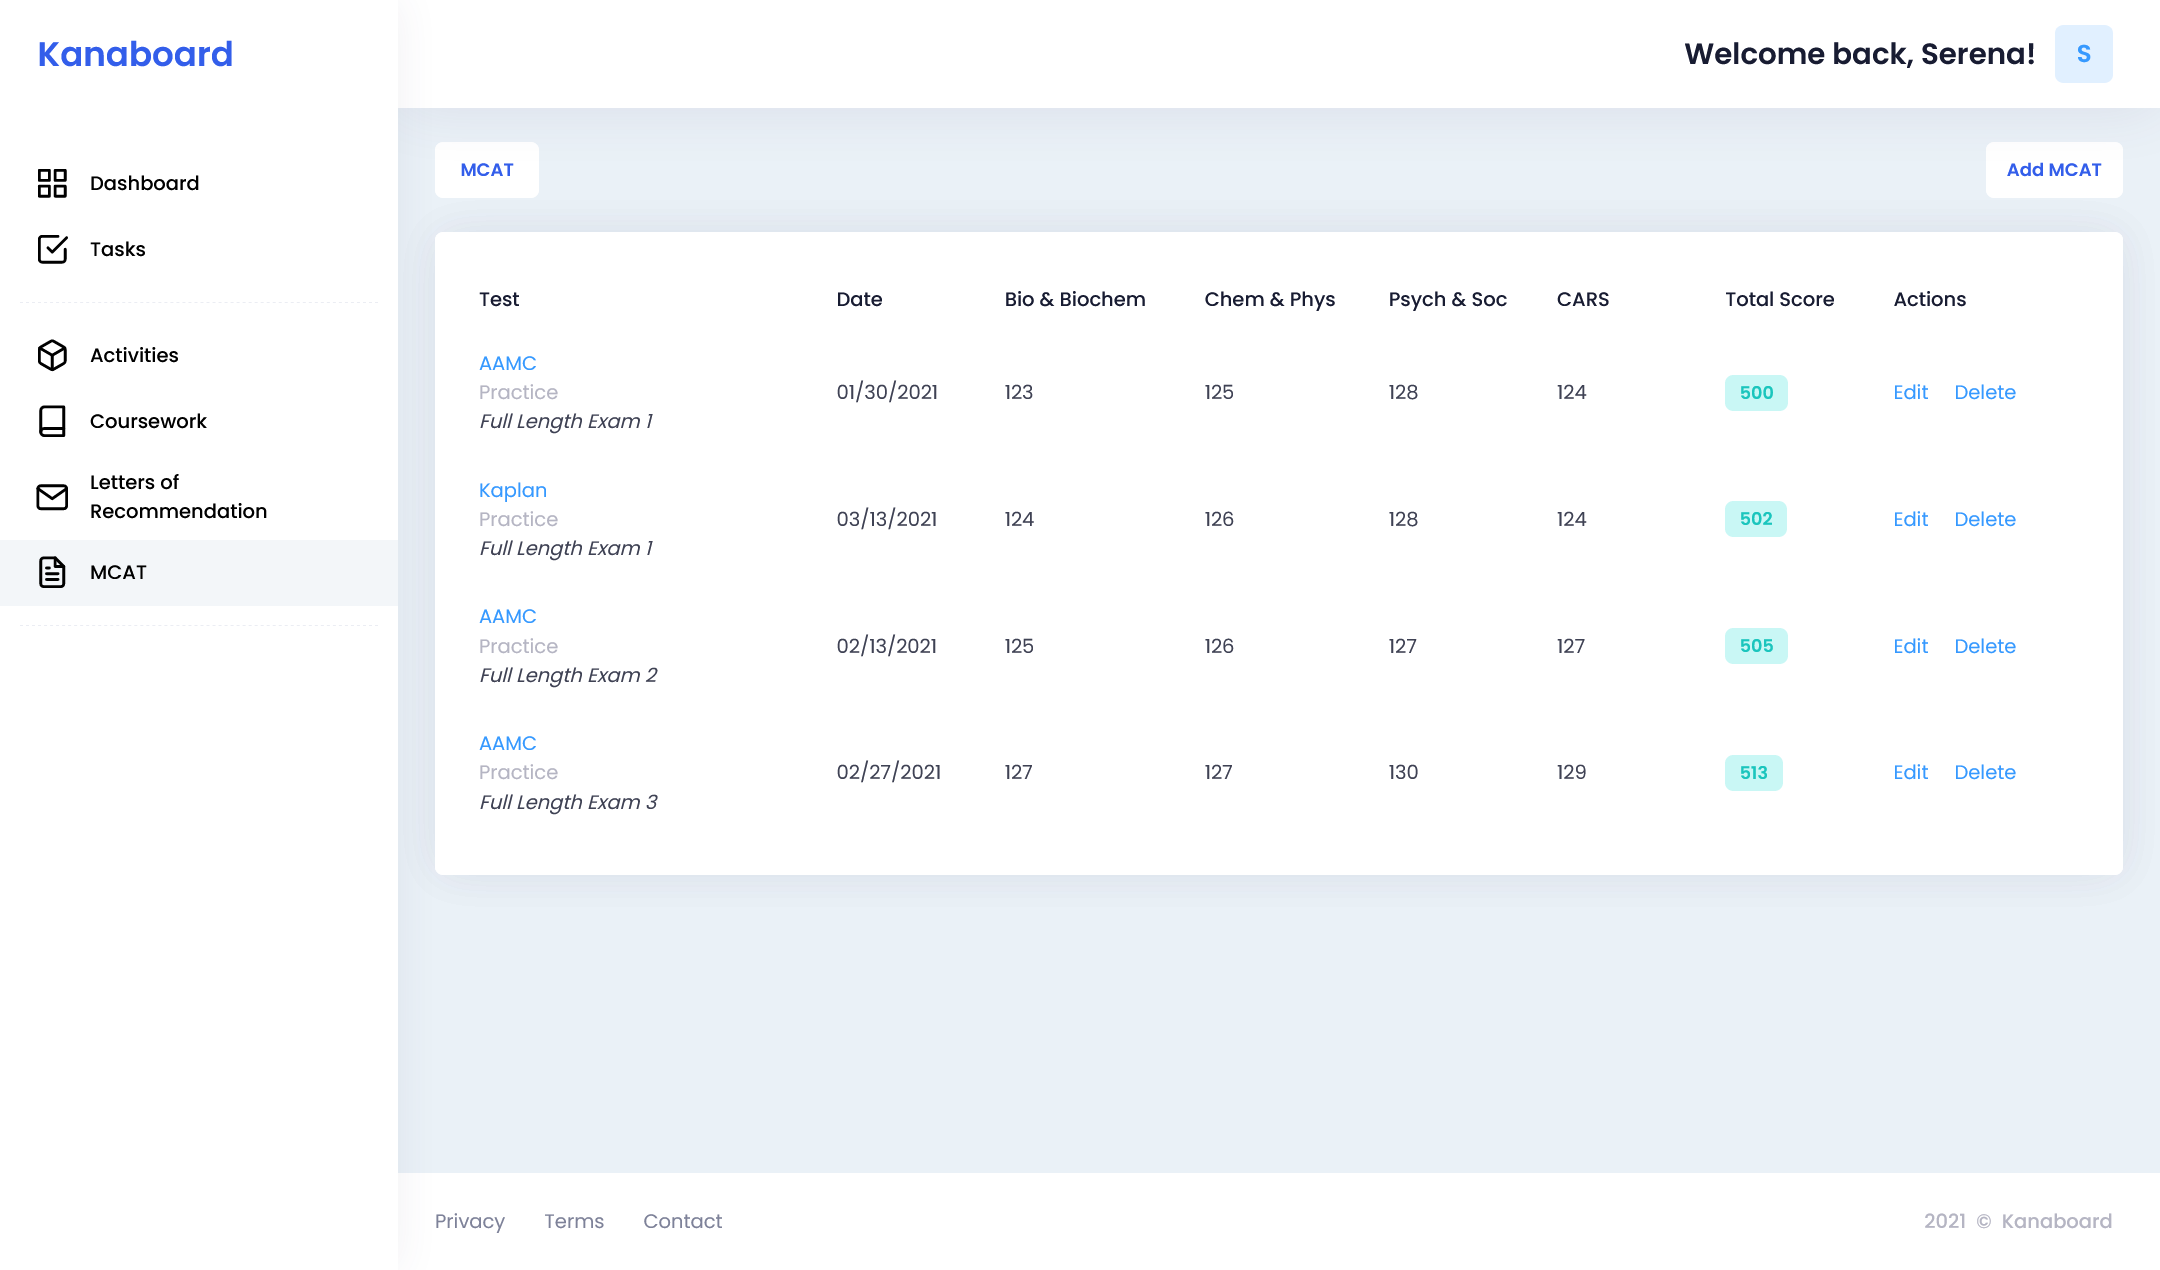 Kanaboard
Welcome back, Serena!
S
Dashboard
Tasks
Activities
Coursework
Letters of
Recommendation
MCAT
MCAT
Add MCAT
Test Date Bio & Biochem Chem & Phys Psych & Soc CARS Total Score Actions
AAMC
Practice
Full Length Exam 1
01/30/2021 123 125 128 124 500 Edit Delete
Kaplan
Practice
Full Length Exam 1
03/13/2021 124 126 128 124 502 Edit Delete
AAMC
Practice
Full Length Exam 2
02/13/2021 125 126 127 127 505 Edit Delete
AAMC
Practice
Full Length Exam 3
02/27/2021 127 127 130 129 513 Edit Delete
Privacy Terms Contact
2021 © Kanaboard